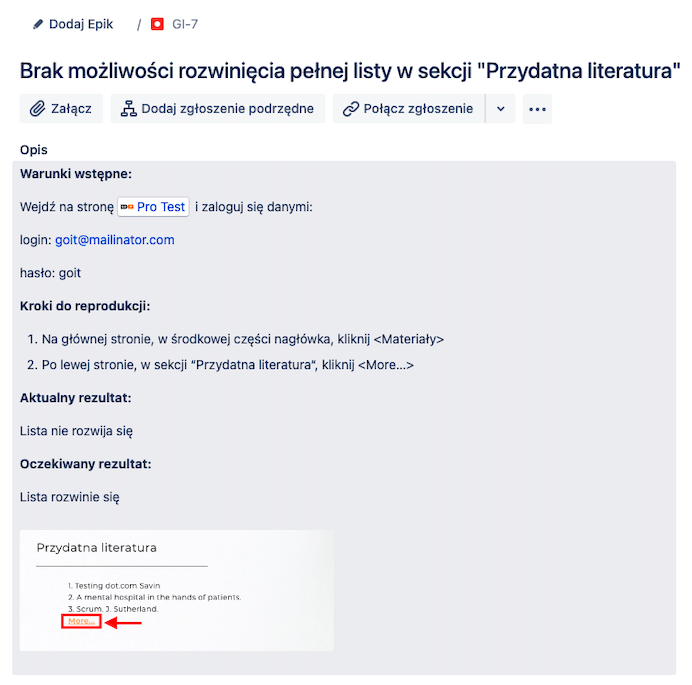 Dodaj Epik / GI-7
Brak możliwości rozwinięcia pełnej listy w sekcji "Przydatna literatura"
Załącz Dodaj zgłoszenie podrzędne Połącz zgłoszenie
Opis
Warunki wstępne:
Wejdź na stronę Pro Test i zaloguj się danymi:
login: goit@mailinator.com
hasło: goit
Kroki do reprodukcji:
1. Na głównej stronie, w środkowej części nagłówka, kliknij <Materiały>
2. Po lewej stronie, w sekcji “Przydatna literatura“, kliknij <More...>
Aktualny rezultat:
Lista nie rozwija się
Oczekiwany rezultat:
Lista rozwinie się
Przydatna literatura
1. Testing dot.com Savin
2. A mental hospital in the hands of patients.
3. Scrum. J. Sutherland.
More...